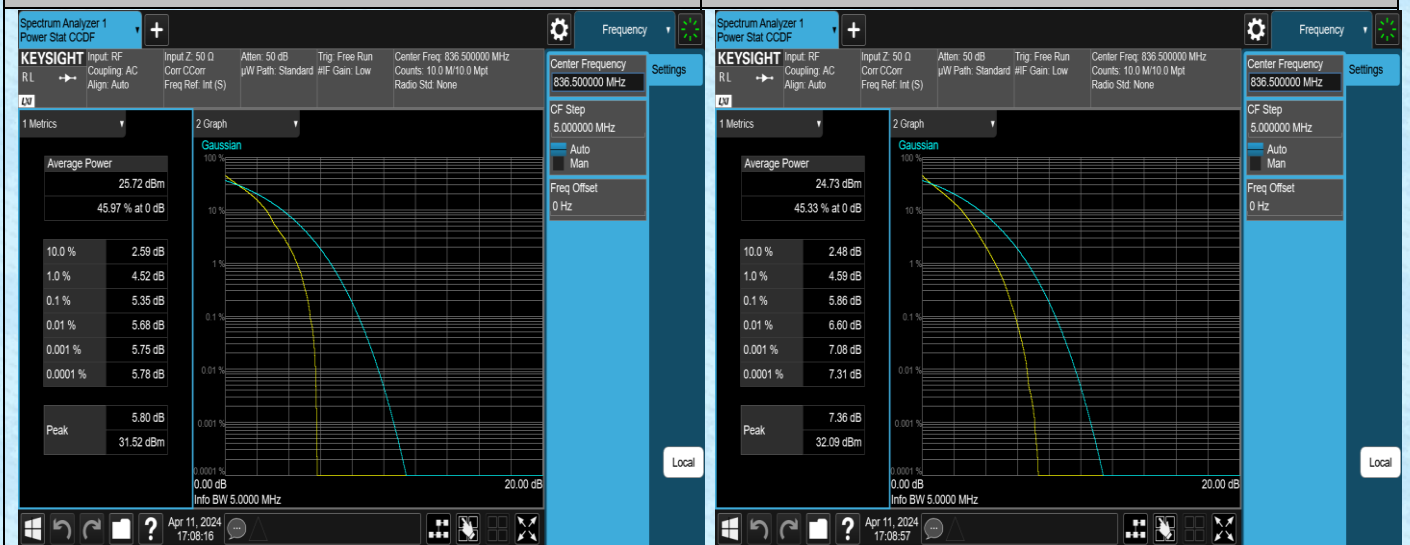 Spectrum Analyzer 1
Power Stat CCDF
+
Frequency
KEYSIGHT
RL
LXI
Input: RF
Coupling: AC
Align: Auto
Input Z: 50 Ω
Corr CCorr
Freq Ref: Int (S)
Atten: 50 dB
µW Path: Standard
Trig: Free Run
#IF Gain: Low
Center Freq: 836.500000 MHz
Counts: 10.0 M/10.0 Mpt
Radio Std: None
Center Frequency
836.500000 MHz
Settings
CF Step
5.000000 MHz
Auto
Man
Freq Offset
0 Hz
1 Metrics
2 Graph
Average Power
25.72 dBm
45.97 % at 0 dB
10.0 % 2.59 dB
1.0 % 4.52 dB
0.1 % 5.35 dB
0.01 % 5.68 dB
0.001 % 5.75 dB
0.0001 % 5.78 dB
Peak
5.80 dB
31.52 dBm
Gaussian
100 %
10 %
1 %
0.1 %
0.01 %
0.001 %
0.0001 %
0.00 dB 20.00 dB
Info BW 5.0000 MHz
Local
?
Apr 11, 2024
17:08:16
Spectrum Analyzer 1
Power Stat CCDF
+
Frequency
KEYSIGHT
RL
LXI
Input: RF
Coupling: AC
Align: Auto
Input Z: 50 Ω
Corr CCorr
Freq Ref: Int (S)
Atten: 50 dB
µW Path: Standard
Trig: Free Run
#IF Gain: Low
Center Freq: 836.500000 MHz
Counts: 10.0 M/10.0 Mpt
Radio Std: None
Center Frequency
836.500000 MHz
Settings
CF Step
5.000000 MHz
Auto
Man
Freq Offset
0 Hz
1 Metrics
2 Graph
Average Power
24.73 dBm
45.33 % at 0 dB
10.0 % 2.48 dB
1.0 % 4.59 dB
0.1 % 5.86 dB
0.01 % 6.60 dB
0.001 % 7.08 dB
0.0001 % 7.31 dB
Peak
7.36 dB
32.09 dBm
Gaussian
100 %
10 %
1 %
0.1 %
0.01 %
0.001 %
0.0001 %
0.00 dB 20.00 dB
Info BW 5.0000 MHz
Local
?
Apr 11, 2024
17:08:57